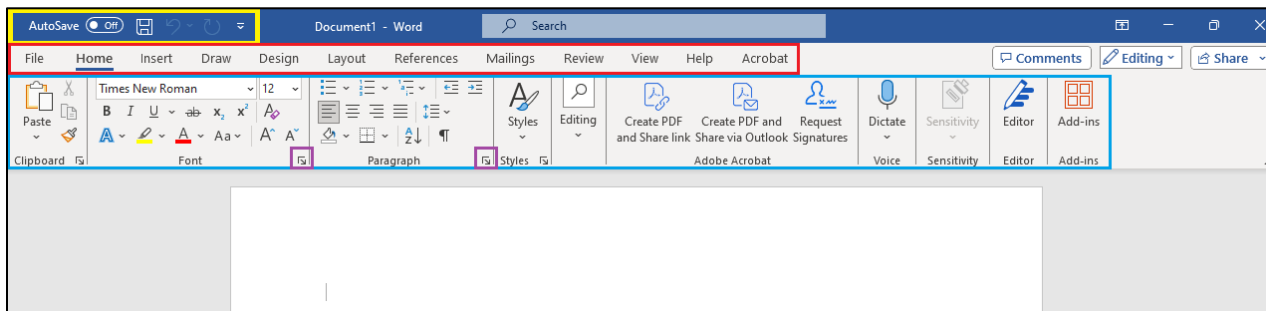 AutoSave Off Document1 - Word Search
File Home Insert Draw Design Layout References Mailings Review View Help Acrobat Comments Editing Share
Times New Roman 12
Paste B I U ab x₂ x² A Styles Editing Create PDF and Share link Create PDF and Share via Outlook Request Signatures Dictate Sensitivity Editor Add-ins
A A Aa A A
Clipboard Font Paragraph Styles Adobe Acrobat Voice Sensitivity Editor Add-ins